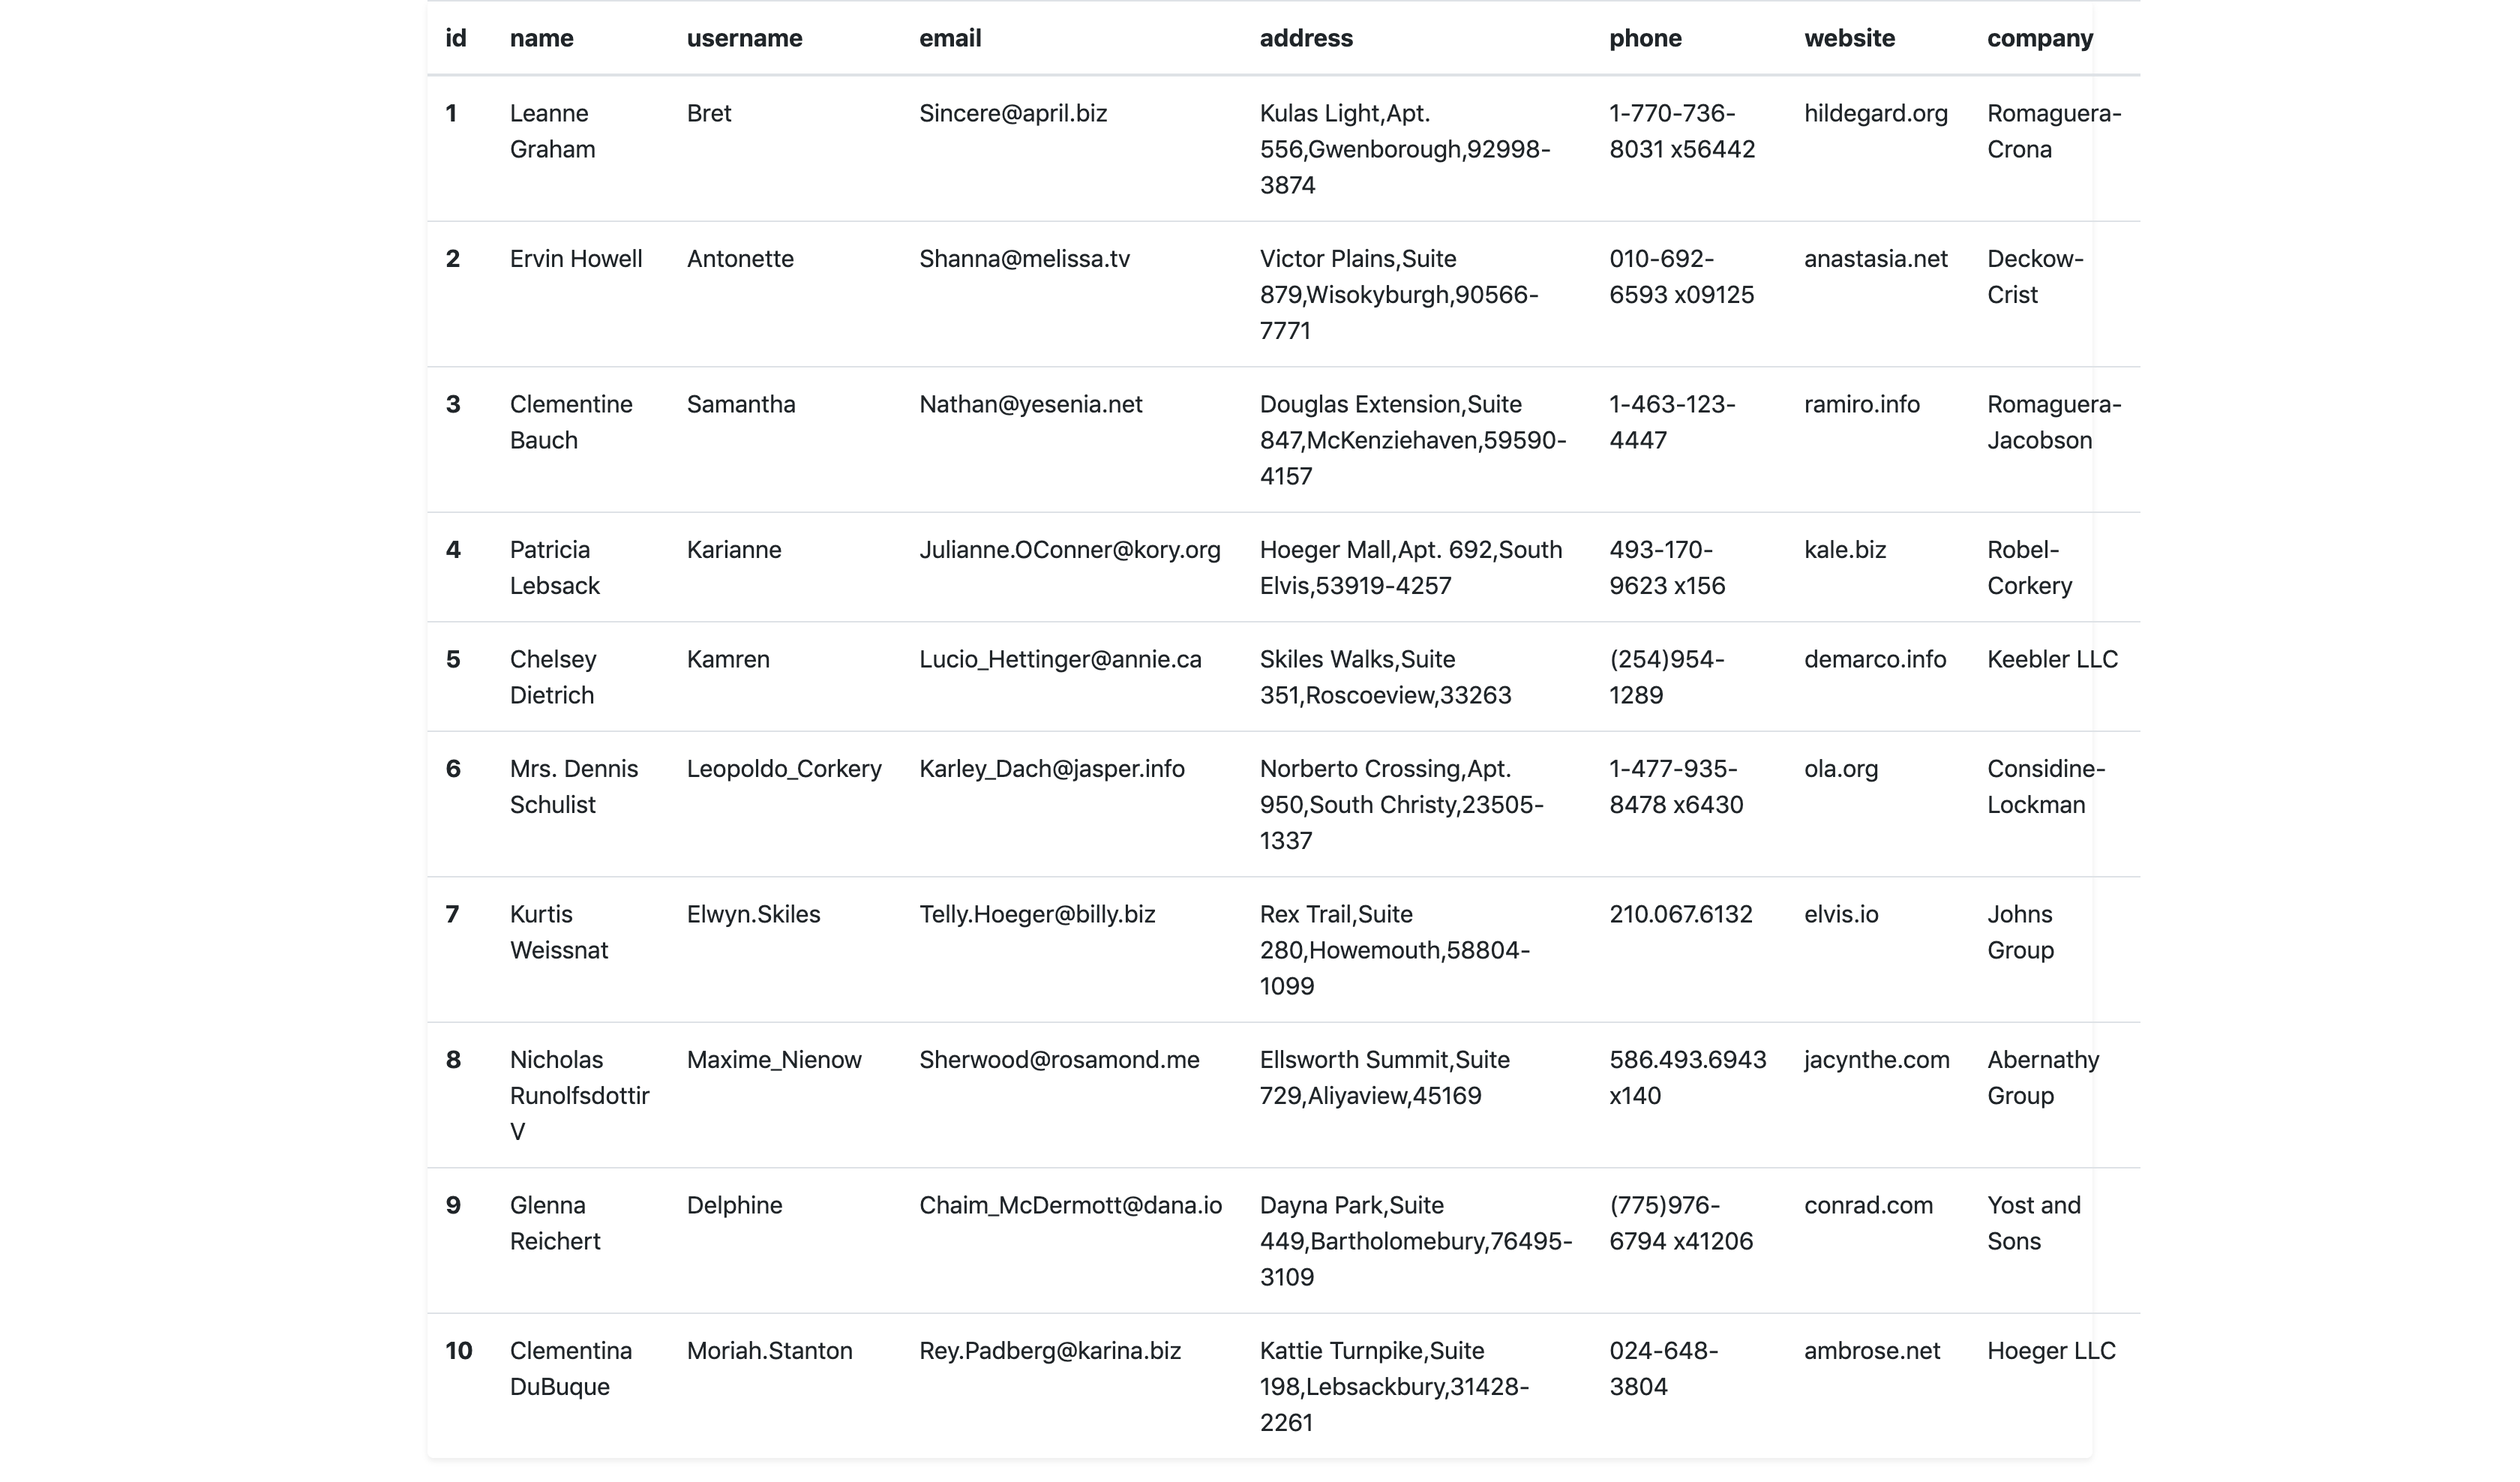 id name username email address phone website company
1 Leanne Bret Sincere@april.biz Kulas Light,Apt. 1-770-736- hildegard.org Romaguera-
Graham 556,Gwenborough,92998- 8031 x56442 Crona
3874
2 Ervin Howell Antonette Shanna@melissa.tv Victor Plains,Suite 010-692- anastasia.net Deckow-
879,Wisokyburgh,90566- 6593 x09125 Crist
7771
3 Clementine Samantha Nathan@yesenia.net Douglas Extension,Suite 1-463-123- ramiro.info Romaguera-
Bauch 847,McKenziehaven,59590- 4447 Jacobson
4157
4 Patricia Karianne Julianne.OConner@kory.org Hoeger Mall,Apt. 692,South 493-170- kale.biz Robel-
Lebsack Elvis,53919-4257 9623 x156 Corkery
5 Chelsey Kamren Lucio_Hettinger@annie.ca Skiles Walks,Suite (254)954- demarco.info Keebler LLC
Dietrich 351,Roscoeview,33263 1289
6 Mrs. Dennis Leopoldo_Corkery Karley_Dach@jasper.info Norberto Crossing,Apt. 1-477-935- ola.org Considine-
Schulist 950,South Christy,23505- 8478 x6430 Lockman
1337
7 Kurtis Elwyn.Skiles Telly.Hoeger@billy.biz Rex Trail,Suite 210.067.6132 elvis.io Johns
Weissnat 280,Howemouth,58804- Group
1099
8 Nicholas Maxime_Nienow Sherwood@rosamond.me Ellsworth Summit,Suite 586.493.6943 jacynthe.com Abernathy
Runolfsdottir 729,Aliyaview,45169 x140 Group
V
9 Glenna Delphine Chaim_McDermott@dana.io Dayna Park,Suite (775)976- conrad.com Yost and
Reichert 449,Bartholomebury,76495- 6794 x41206 Sons
3109
10 Clementina Moriah.Stanton Rey.Padberg@karina.biz Kattie Turnpike,Suite 024-648- ambrose.net Hoeger LLC
DuBuque 198,Lebsackbury,31428- 3804
2261